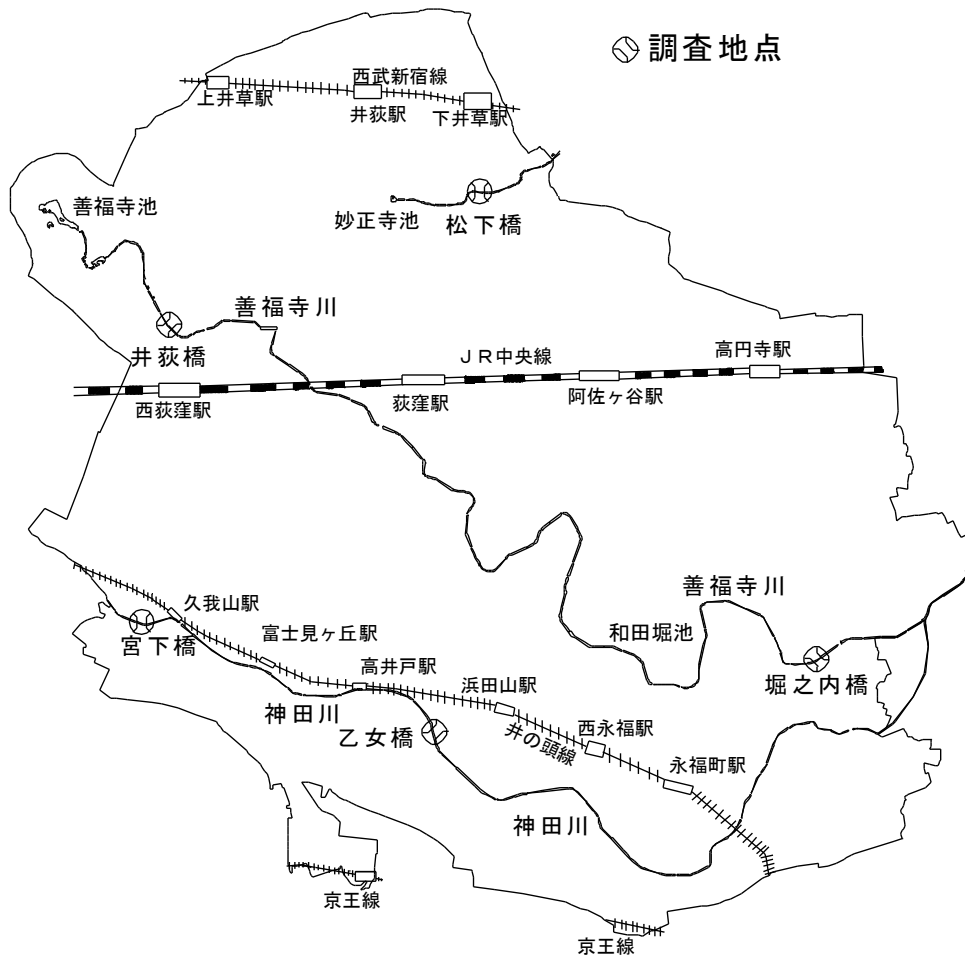 調査地点
西武新宿線
上井草駅
井荻駅
下井草駅
善福寺池
妙正寺池
松下橋
善福寺川
井荻橋
JR中央線
高円寺駅
西荻窪駅
荻窪駅
阿佐ヶ谷駅
善福寺川
久我山駅
宮下橋
富士見ヶ丘駅
和田堀池
高井戸駅
堀之内橋
浜田山駅
神田川
乙女橋
井の頭線
西永福駅
永福町駅
神田川
京王線
京王線